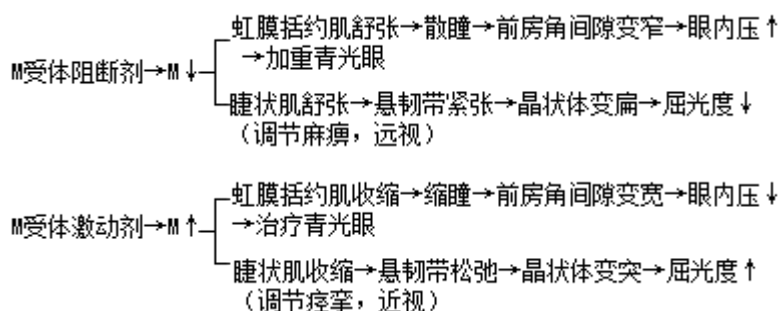 虹膜括约肌舒张→散瞳→前房角间隙变窄→眼内压↑
→加重青光眼
M受体阻断剂→M↓
睫状肌舒张→悬韧带紧张→晶状体变扁→屈光度↓
（调节麻痹，远视）
虹膜括约肌收缩→缩瞳→前房角间隙变宽→眼内压↓
→治疗青光眼
M受体激动剂→M↑
睫状肌收缩→悬韧带松弛→晶状体变突→屈光度↑
（调节痉挛，近视）